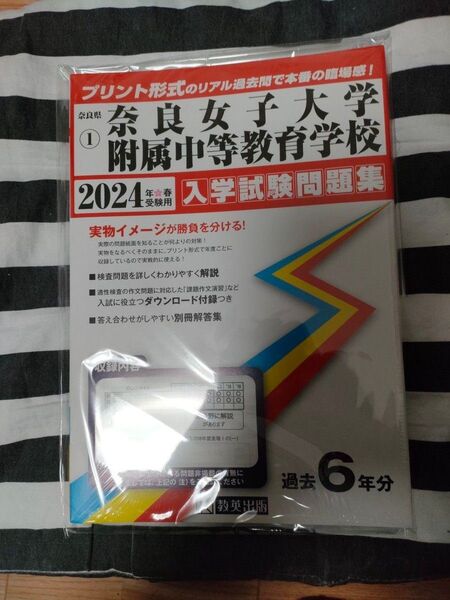 プリント形式のリアル過去問で本番の臨場感！
奈良県
①
奈良女子大学
附属中等教育学校
2024年春受験用
入学試験問題集
実物イメージが勝負を分ける！
実際の問題紙面を知ることが何よりの対策！
実物をなるべくそのままに、プリント形式で年度ごとに
収録しているので実戦的に使える！
■検査問題を詳しくわかりやすく解説
■適性検査の作文問題に対応した「課題作文演習」など
入試に役立つダウンロード付録つき
■答え合わせがしやすい別冊解答集
収録内容
に解説
があります
過去6年分
教英出版